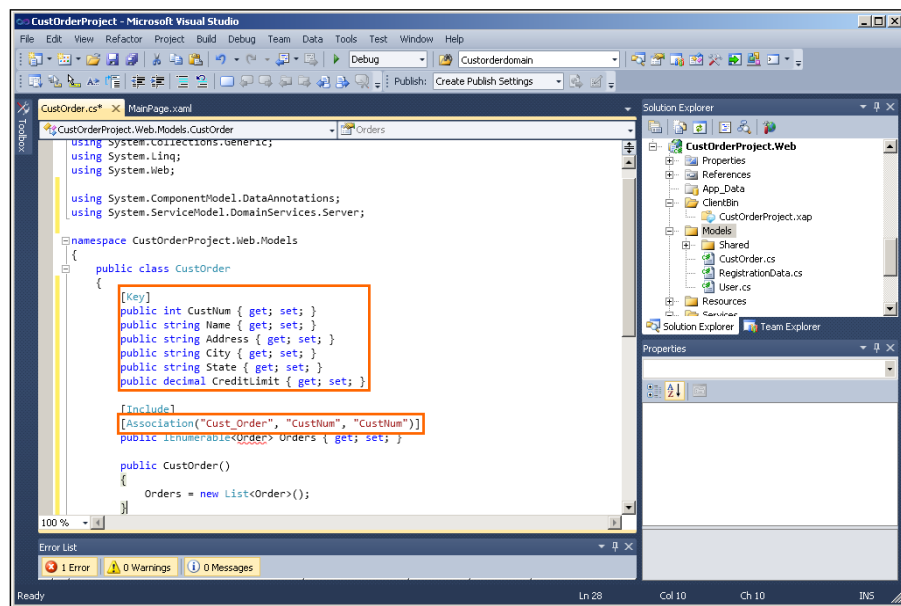 CustOrderProject - Microsoft Visual Studio
File Edit View Refactor Project Build Debug Team Data Tools Test Window Help
Debug Custorderdomain
Publish: Create Publish Settings
Toolbox
CustOrder.cs* MainPage.xaml
CustOrderProject.Web.Models.CustOrder Orders
using System.Collections.Generic;
using System.Linq;
using System.Web;
using System.ComponentModel.DataAnnotations;
using System.ServiceModel.DomainServices.Server;
namespace CustOrderProject.Web.Models
{
public class CustOrder
{
[Key]
public int CustNum { get; set; }
public string Name { get; set; }
public string Address { get; set; }
public string City { get; set; }
public string State { get; set; }
public decimal CreditLimit { get; set; }
[Include]
[Association("Cust_Order", "CustNum", "CustNum")]
public IEnumerable<Order> Orders { get; set; }
public CustOrder()
{
Orders = new List<Order>();
}
100 %
Solution Explorer
CustOrderProject.Web
Properties
References
App_Data
ClientBin
CustOrderProject.xap
Models
Shared
CustOrder.cs
RegistrationData.cs
User.cs
Resources
Services
Solution Explorer Team Explorer
Properties
Error List
1 Error 0 Warnings 0 Messages
Ready Ln 28 Col 10 Ch 10 INS